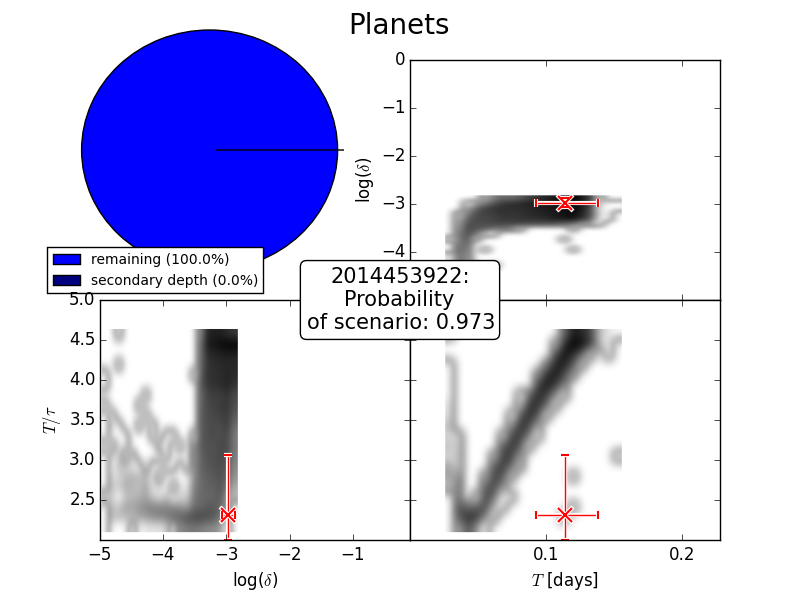 Planets
remaining (100.0%)
secondary depth (0.0%)
0
−1
−2
−3
−4
log(δ)
2014453922:
Probability
of scenario: 0.973
5.0
4.5
4.0
3.5
3.0
2.5
T/τ
−5
−4
−3
−2
−1
log(δ)
0.1
0.2
T [days]